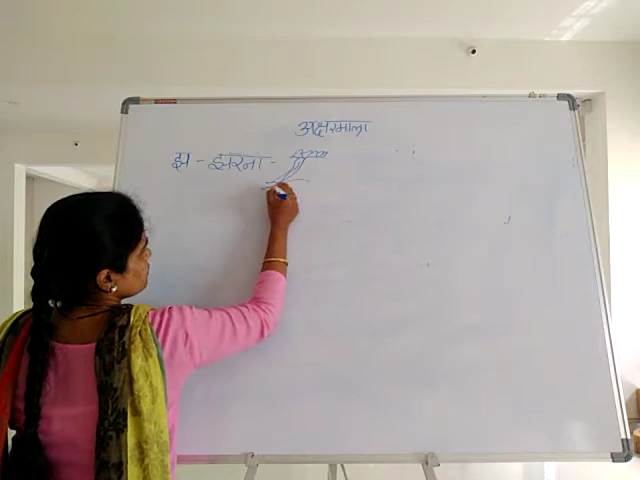 अक्षरमाला
झ - झरना -